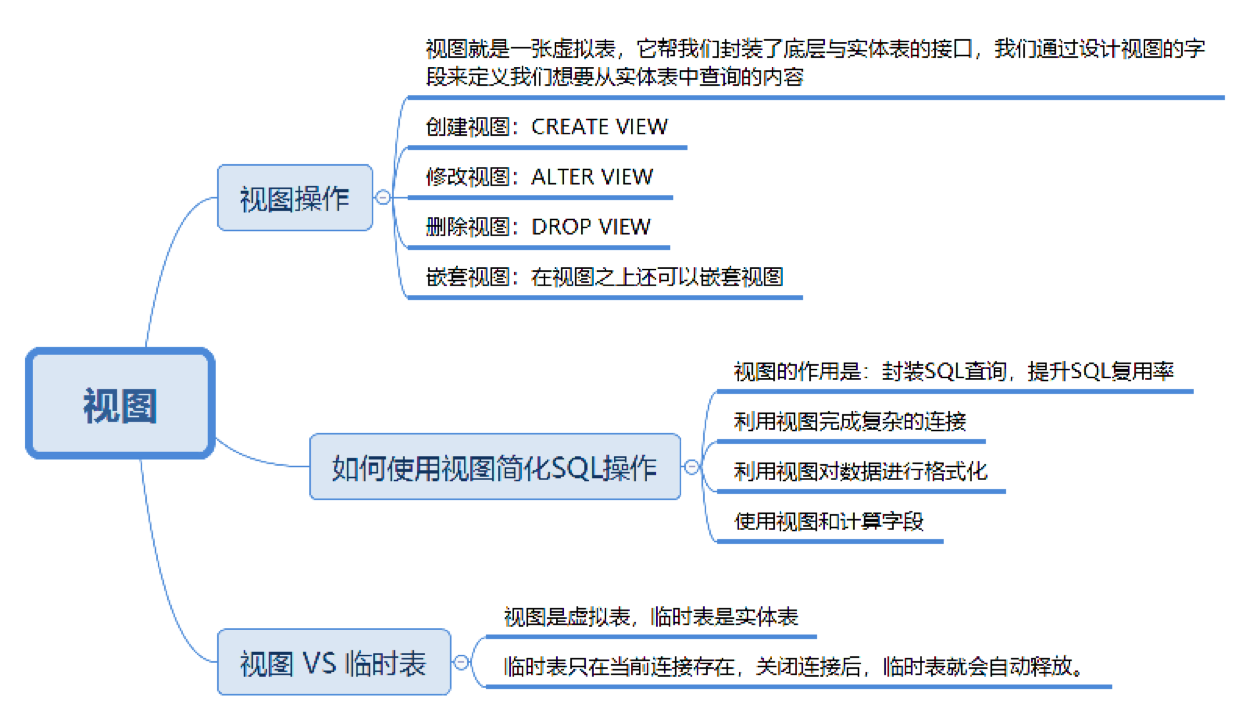 视图
视图操作
视图就是一张虚拟表，它帮我们封装了底层与实体表的接口，我们通过设计视图的字
段来定义我们想要从实体表中查询的内容
创建视图：CREATE VIEW
修改视图：ALTER VIEW
删除视图：DROP VIEW
嵌套视图：在视图之上还可以嵌套视图
如何使用视图简化SQL操作
视图的作用是：封装SQL查询，提升SQL复用率
利用视图完成复杂的连接
利用视图对数据进行格式化
使用视图和计算字段
视图 VS 临时表
视图是虚拟表，临时表是实体表
临时表只在当前连接存在，关闭连接后，临时表就会自动释放。